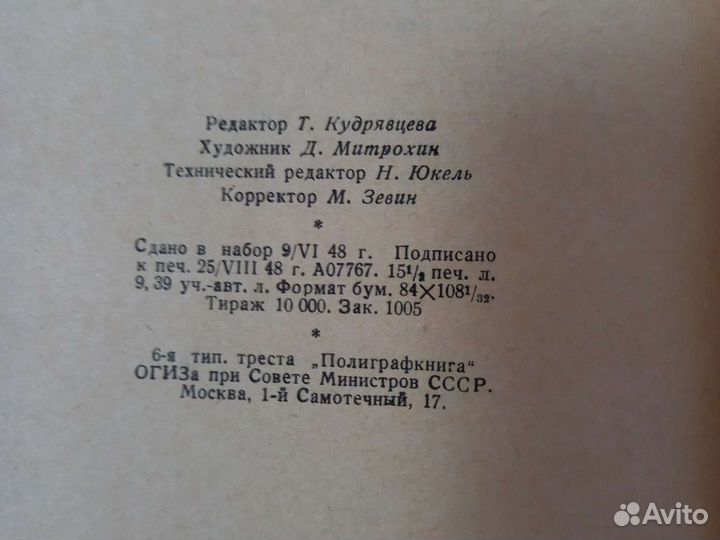 Редактор Т. Кудрявцева
Художник Д. Митрохин
Технический редактор Н. Юкель
Корректор М. Зевин
*
Сдано в набор 9/VI 48 г. Подписано
к печ. 25/VIII 48 г. А07767. 15½ печ. л.
9,39 уч.-авт. л. Формат бум. 84×108¹/₃₂.
Тираж 10 000. Зак. 1005
*
6-я тип. треста „Полиграфкнига“
ОГИЗа при Совете Министров СССР.
Москва, 1-й Самотечный, 17.
Avito